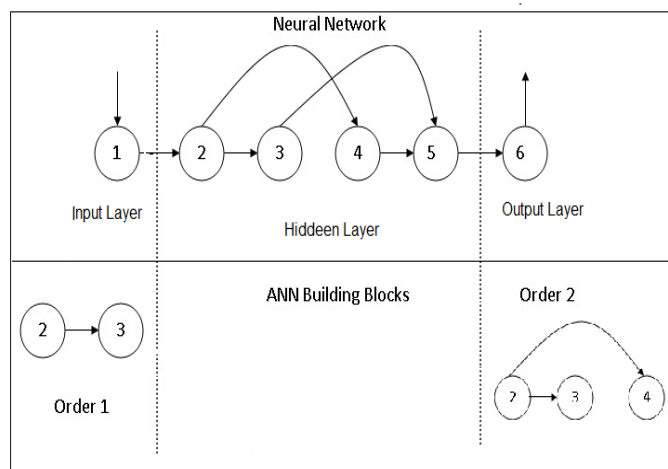 Neural Network
1 2 3 4 5 6
Input Layer
Hiddeen Layer
Output Layer
ANN Building Blocks
Order 2
2 3
Order 1
2 3 4